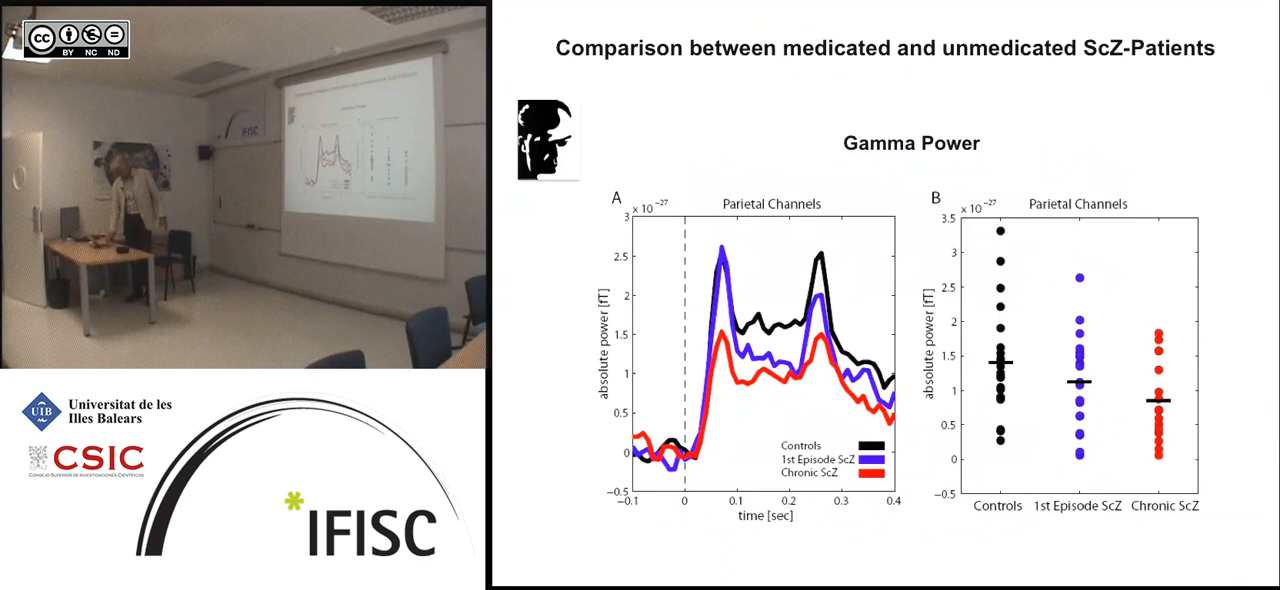 cc
BY NC ND
IFISC
UIB
Universitat de les
Illes Balears
CSIC
CONSEJO SUPERIOR DE INVESTIGACIONES CIENTÍFICAS
*IFISC
Comparison between medicated and unmedicated ScZ-Patients
Gamma Power
A
x 10⁻²⁷
Parietal Channels
absolute power [fT]
3
2.5
2
1.5
1
0.5
0
−0.5
−0.1
0
0.1
0.2
0.3
0.4
time [sec]
Controls
1st Episode ScZ
Chronic ScZ
B
x 10⁻²⁷
Parietal Channels
absolute power [fT]
3.5
3
2.5
2
1.5
1
0.5
0
−0.5
Controls
1st Episode ScZ
Chronic ScZ